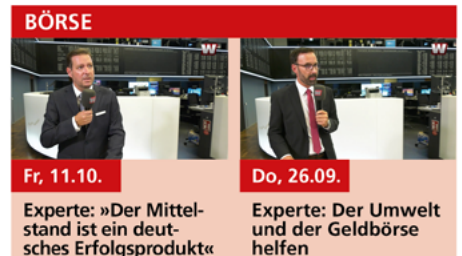 BÖRSE
W
W
Fr, 11.10.
Do, 26.09.
Experte: »Der Mittel-
stand ist ein deut-
sches Erfolgsprodukt«
Experte: Der Umwelt
und der Geldbörse
helfen